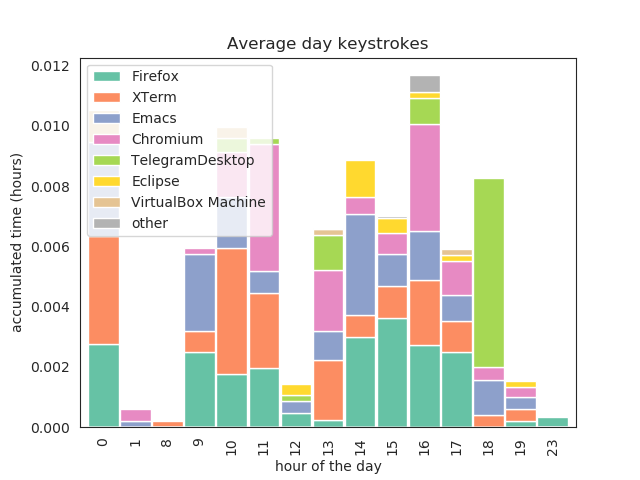 Average day keystrokes
0.012
0.010
0.008
0.006
0.004
0.002
0.000
accumulated time (hours)
Firefox
XTerm
Emacs
Chromium
TelegramDesktop
Eclipse
VirtualBox Machine
other
0 1 8 9 10 11 12 13 14 15 16 17 18 19 23
hour of the day